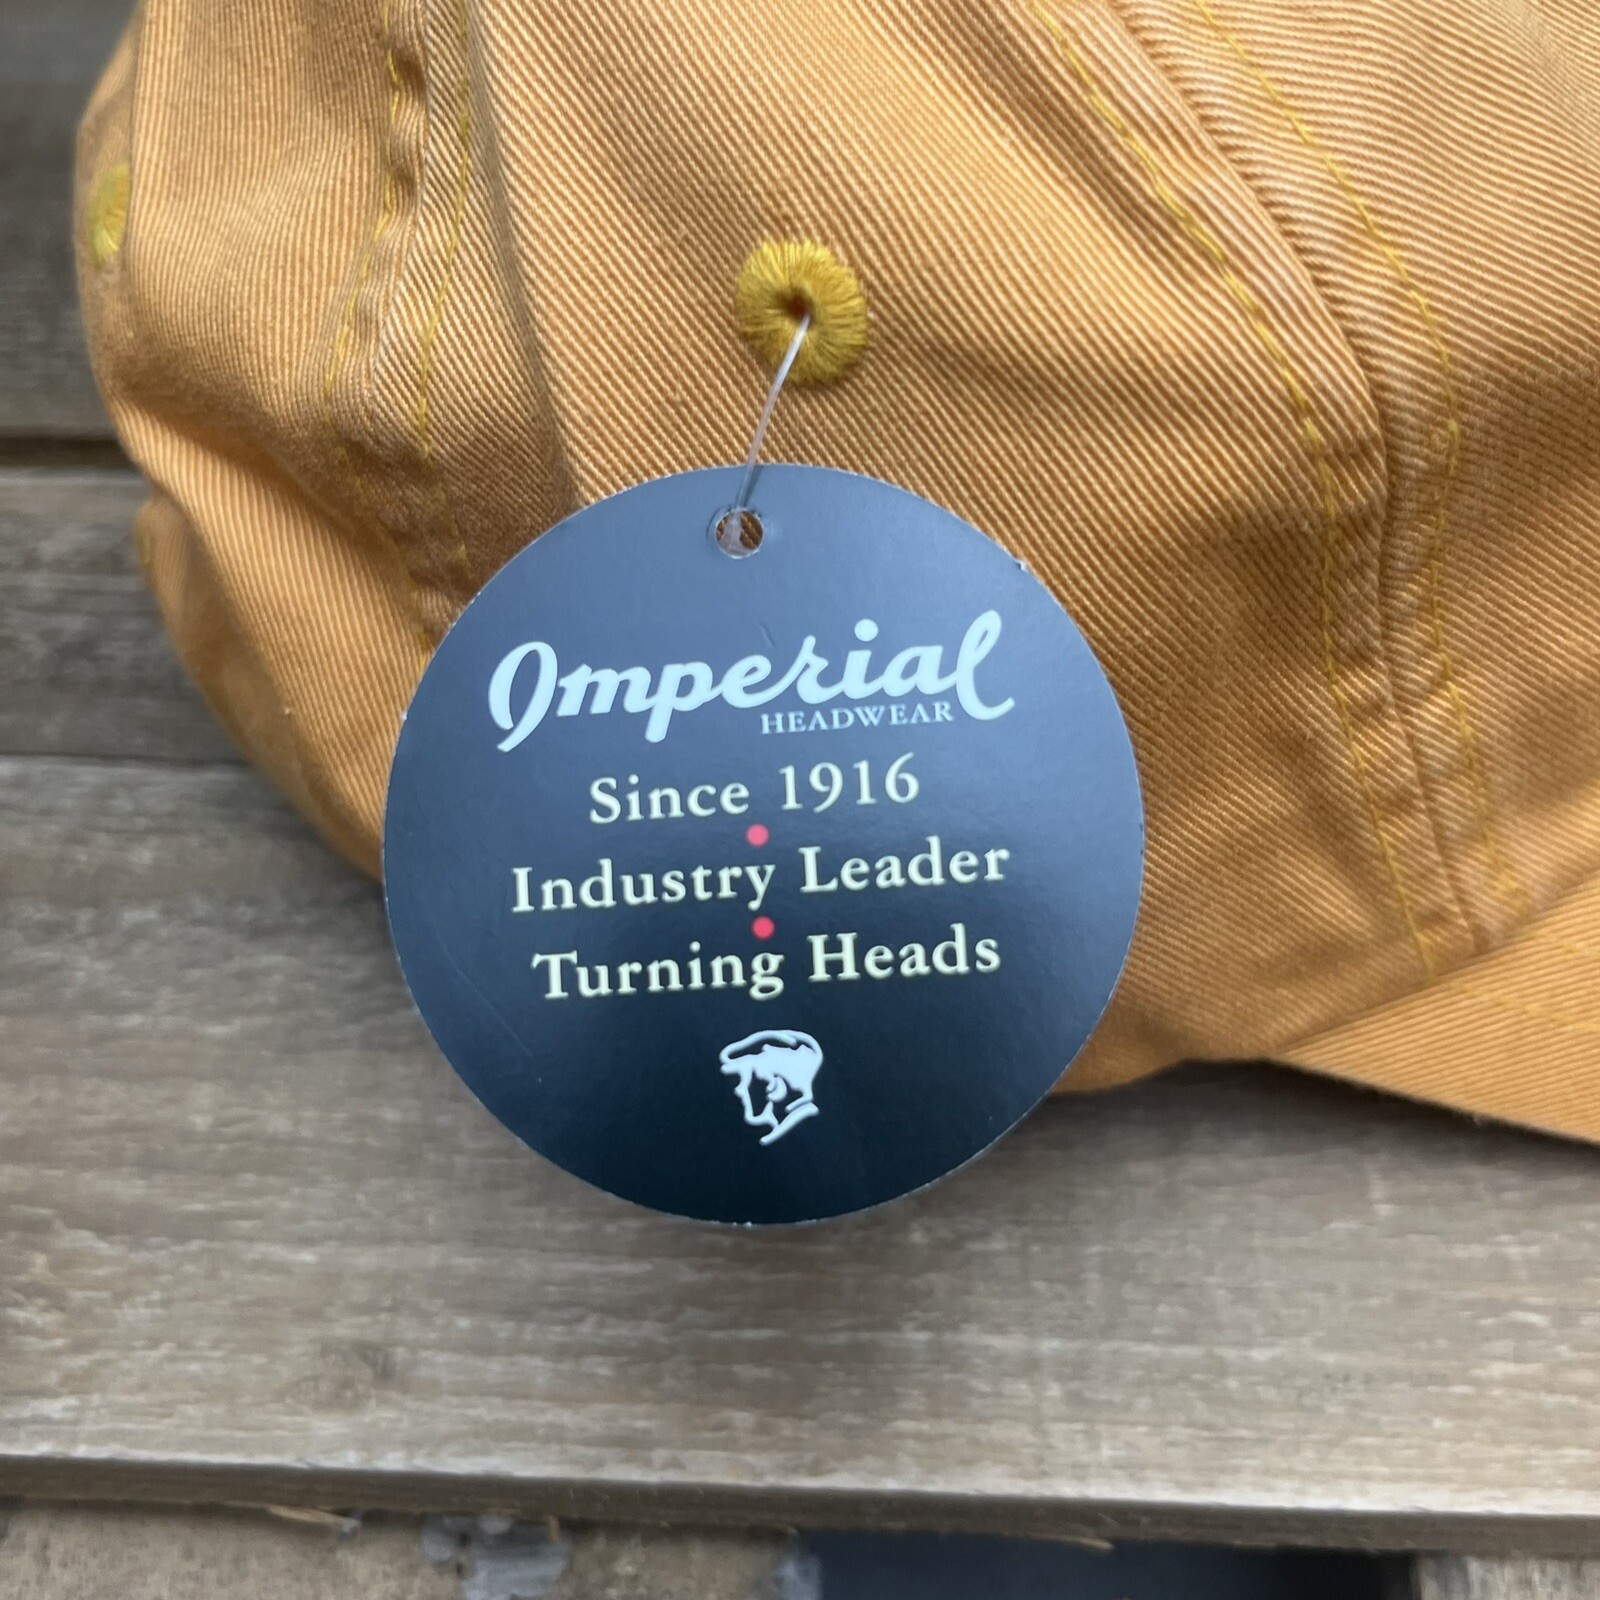 Imperial
HEADWEAR
Since 1916
Industry Leader
Turning Heads